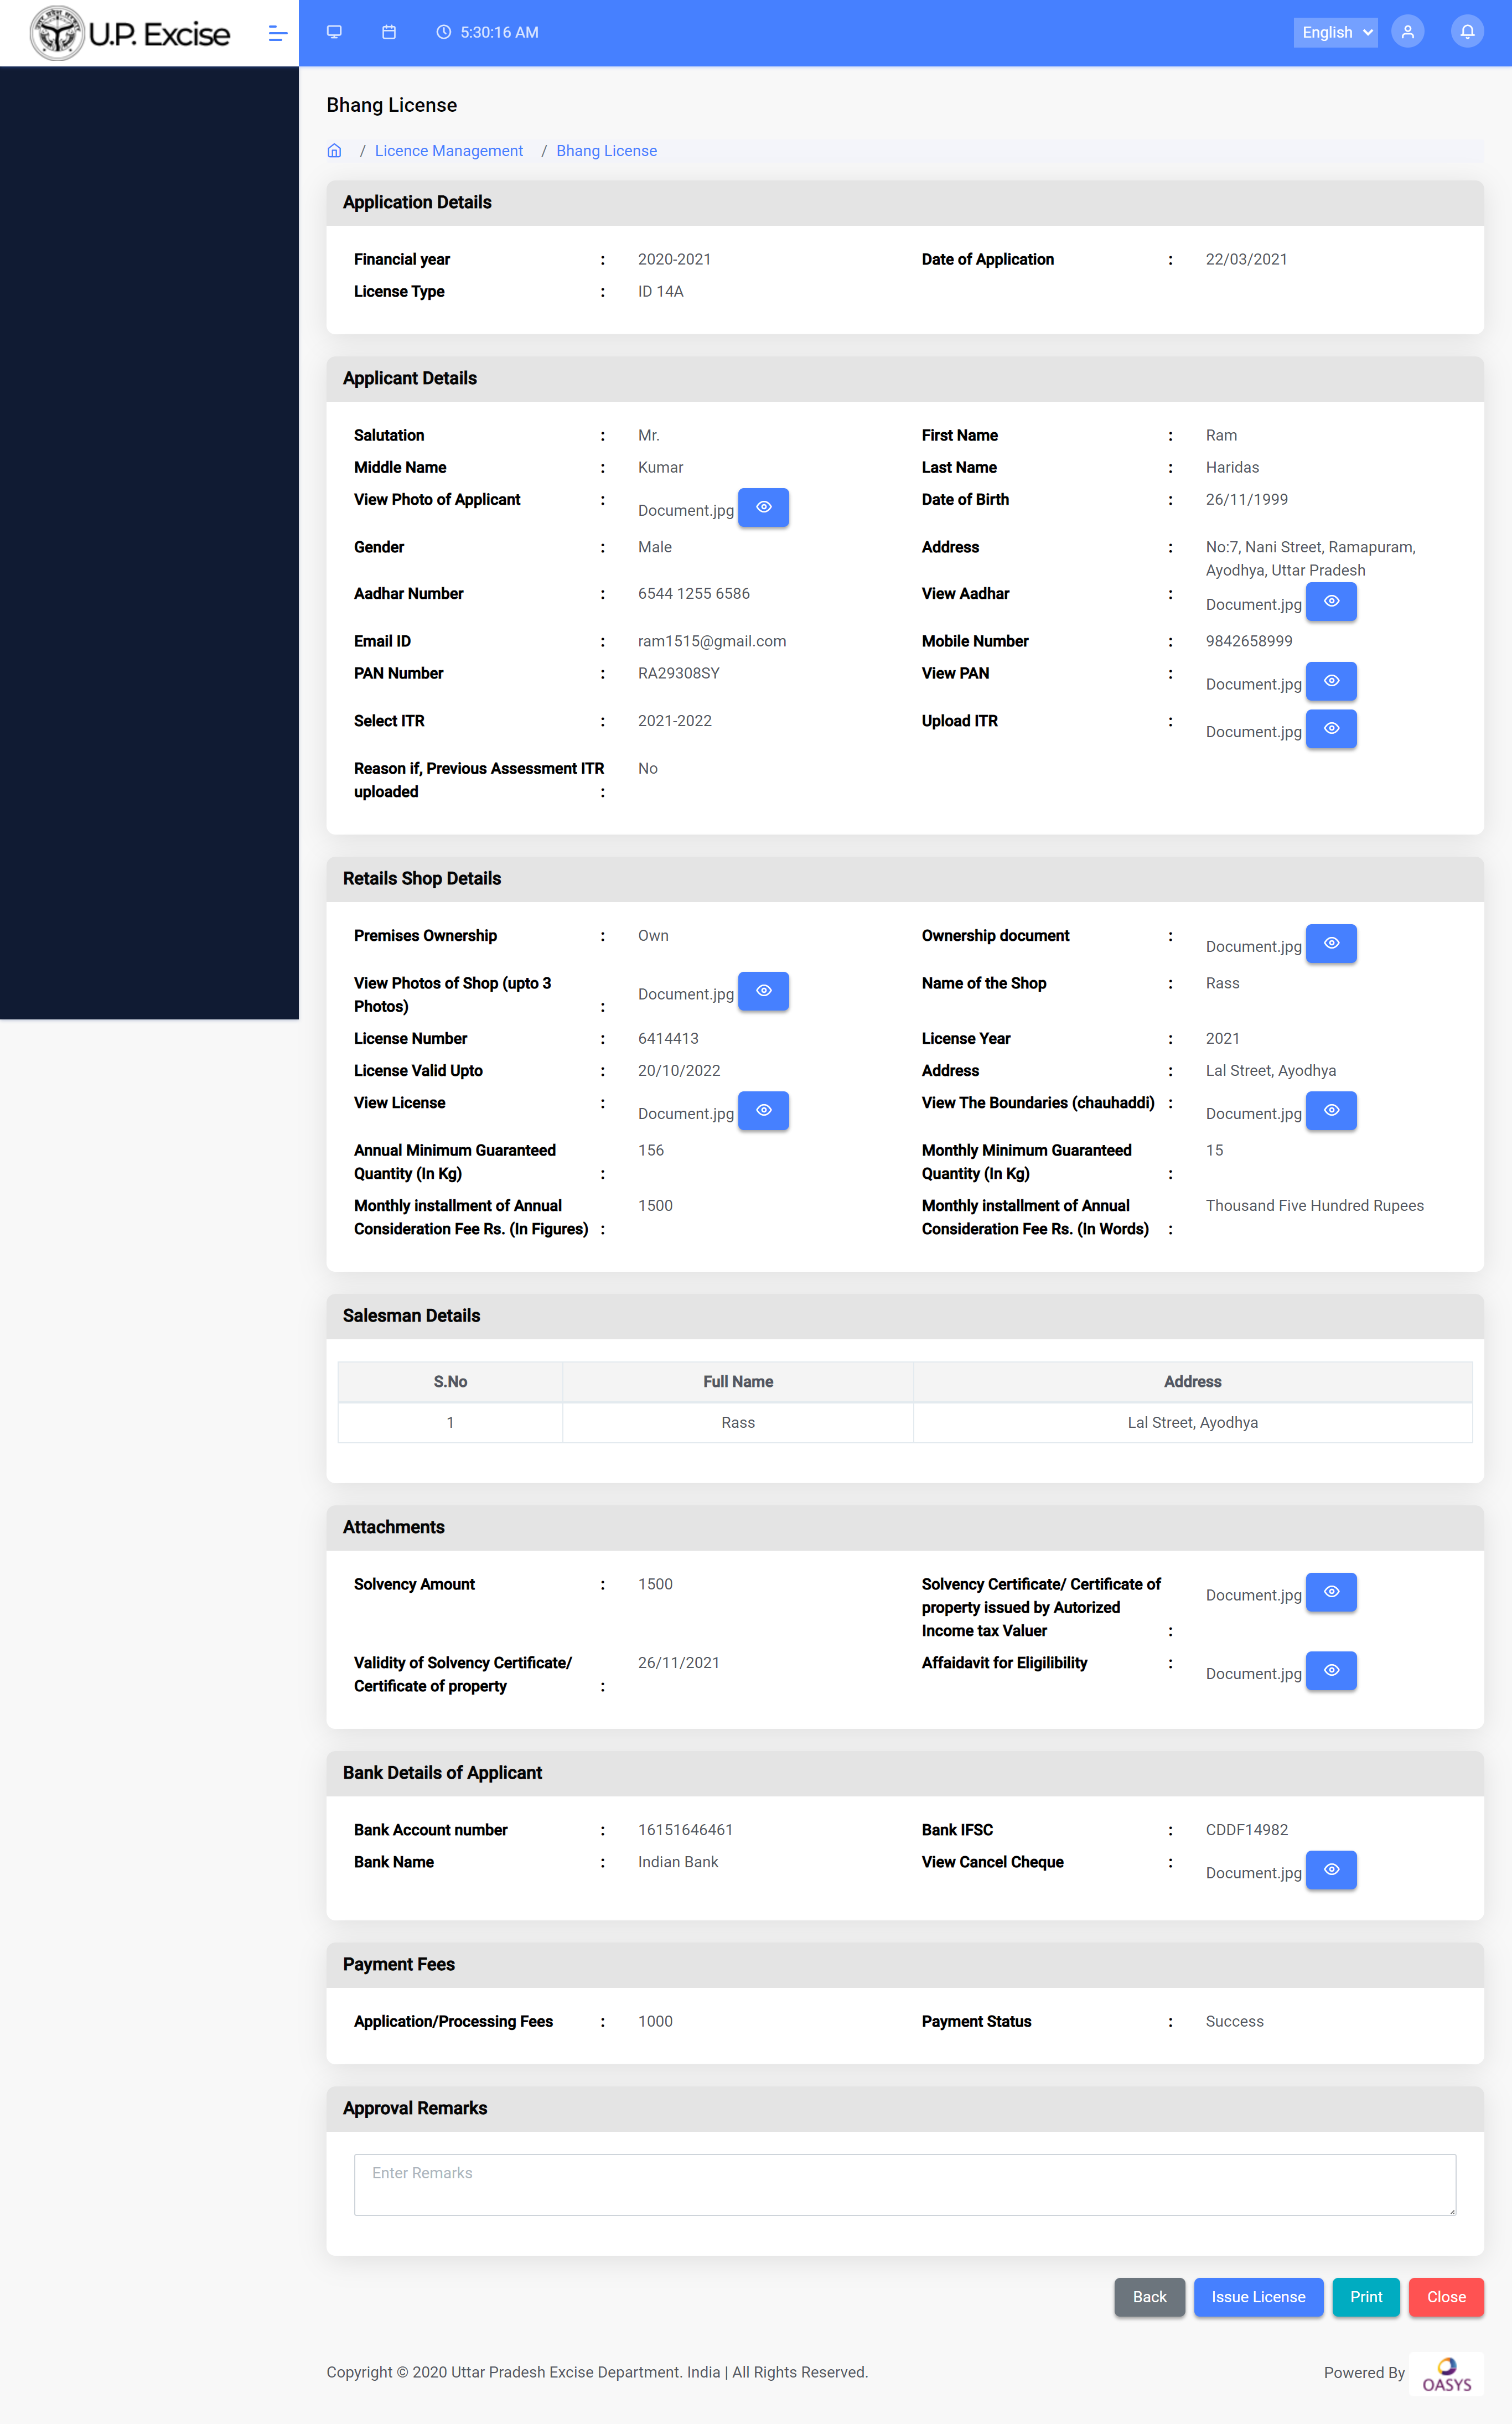 U.P. Excise
5:30:16 AM
English
Bhang License
/ Licence Management / Bhang License
Application Details
Financial year : 2020-2021 Date of Application : 22/03/2021
License Type : ID 14A
Applicant Details
Salutation : Mr. First Name : Ram
Middle Name : Kumar Last Name : Haridas
View Photo of Applicant : Document.jpg Date of Birth : 26/11/1999
Gender : Male Address : No:7, Nani Street, Ramapuram,
Ayodhya, Uttar Pradesh
Aadhar Number : 6544 1255 6586 View Aadhar : Document.jpg
Email ID : ram1515@gmail.com Mobile Number : 9842658999
PAN Number : RA29308SY View PAN : Document.jpg
Select ITR : 2021-2022 Upload ITR : Document.jpg
Reason if, Previous Assessment ITR No
uploaded :
Retails Shop Details
Premises Ownership : Own Ownership document : Document.jpg
View Photos of Shop (upto 3 Document.jpg Name of the Shop : Rass
Photos) :
License Number : 6414413 License Year : 2021
License Valid Upto : 20/10/2022 Address : Lal Street, Ayodhya
View License : Document.jpg View The Boundaries (chauhaddi) : Document.jpg
Annual Minimum Guaranteed 156 Monthly Minimum Guaranteed 15
Quantity (In Kg) : Quantity (In Kg) :
Monthly installment of Annual 1500 Monthly installment of Annual Thousand Five Hundred Rupees
Consideration Fee Rs. (In Figures) : Consideration Fee Rs. (In Words) :
Salesman Details
S.No Full Name Address
1 Rass Lal Street, Ayodhya
Attachments
Solvency Amount : 1500 Solvency Certificate/ Certificate of Document.jpg
property issued by Autorized
Income tax Valuer :
Validity of Solvency Certificate/ 26/11/2021 Affaidavit for Eligilibility : Document.jpg
Certificate of property :
Bank Details of Applicant
Bank Account number : 16151646461 Bank IFSC : CDDF14982
Bank Name : Indian Bank View Cancel Cheque : Document.jpg
Payment Fees
Application/Processing Fees : 1000 Payment Status : Success
Approval Remarks
Enter Remarks
Back Issue License Print Close
Copyright © 2020 Uttar Pradesh Excise Department. India | All Rights Reserved. Powered By OASYS